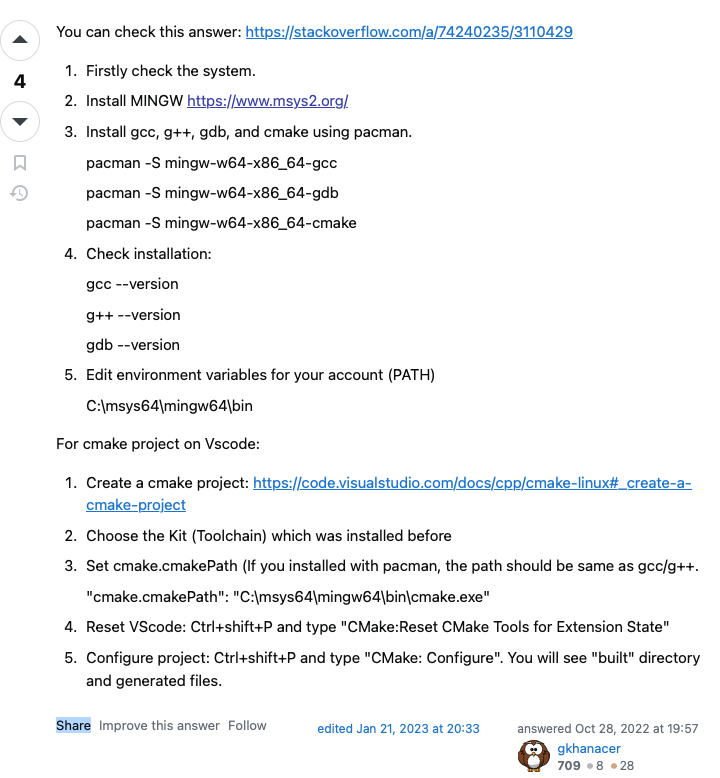 You can check this answer: https://stackoverflow.com/a/74240235/3110429
1. Firstly check the system.
4
2. Install MINGW https://www.msys2.org/
3. Install gcc, g++, gdb, and cmake using pacman.
pacman -S mingw-w64-x86_64-gcc
pacman -S mingw-w64-x86_64-gdb
pacman -S mingw-w64-x86_64-cmake
4. Check installation:
gcc --version
g++ --version
gdb --version
5. Edit environment variables for your account (PATH)
C:\msys64\mingw64\bin
For cmake project on Vscode:
1. Create a cmake project: https://code.visualstudio.com/docs/cpp/cmake-linux#_create-a-
cmake-project
2. Choose the Kit (Toolchain) which was installed before
3. Set cmake.cmakePath (If you installed with pacman, the path should be same as gcc/g++.
"cmake.cmakePath": "C:\msys64\mingw64\bin\cmake.exe"
4. Reset VScode: Ctrl+shift+P and type "CMake:Reset CMake Tools for Extension State"
5. Configure project: Ctrl+shift+P and type "CMake: Configure". You will see "built" directory
and generated files.
Share Improve this answer Follow
edited Jan 21, 2023 at 20:33
answered Oct 28, 2022 at 19:57
gkhanacer
709 ●8 ●28